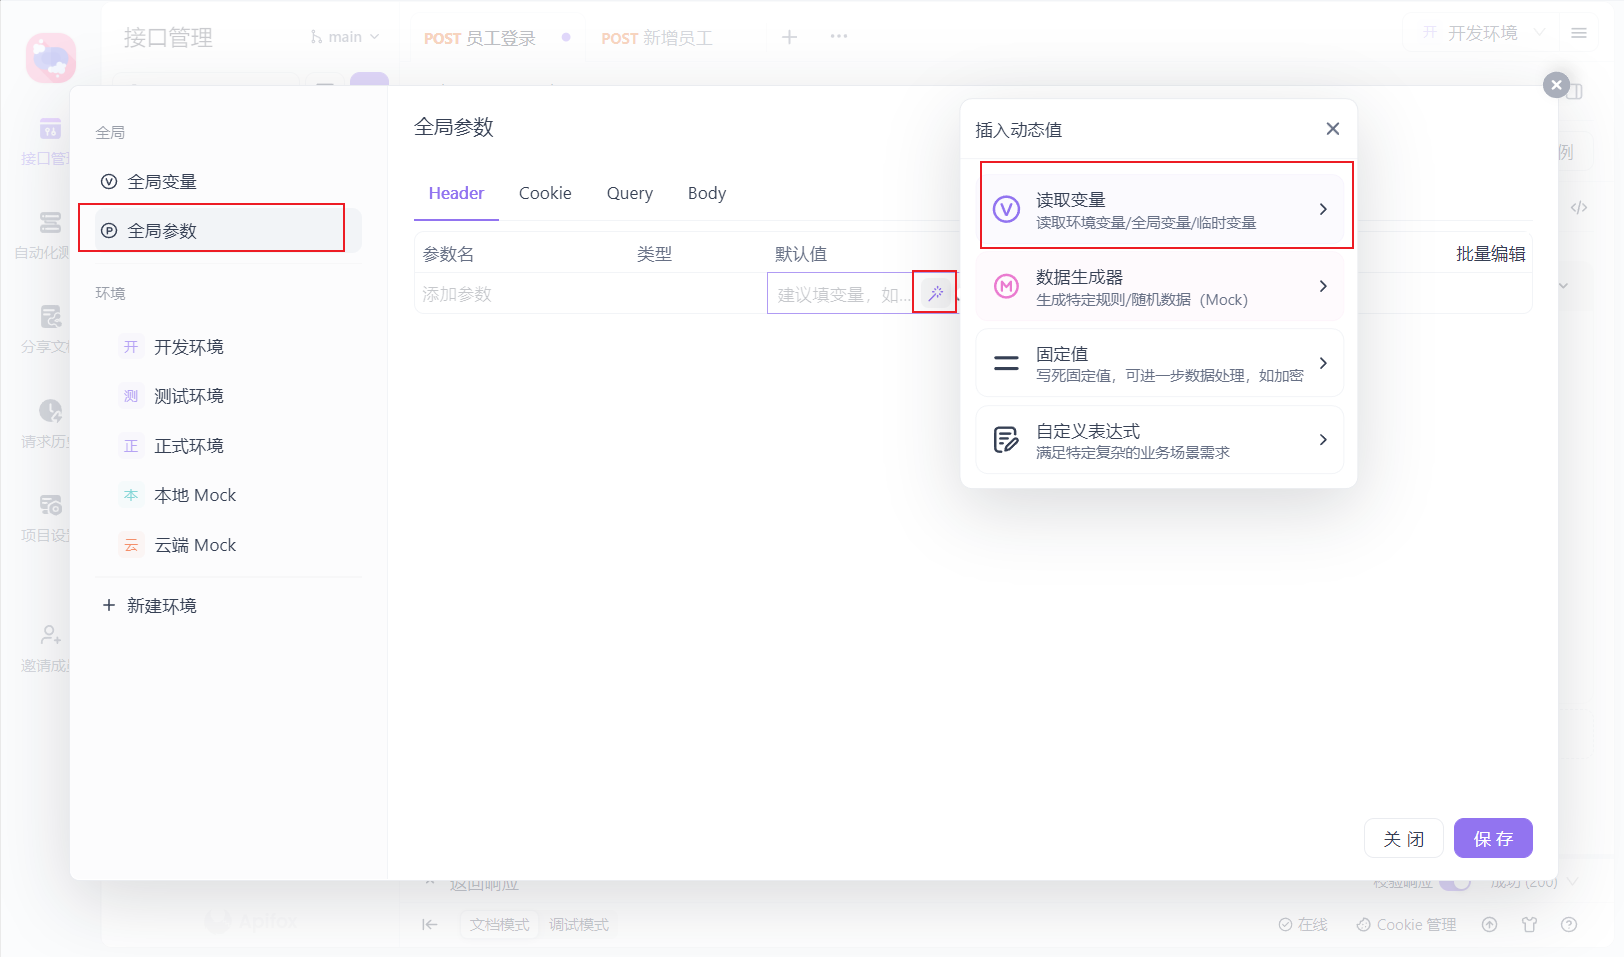 接口管理
main
POST 员工登录
POST 新增员工
开 开发环境
接口管
自动化测
分享文
请求历
项目设
邀请成
例
全局
全局变量
全局参数
环境
开 开发环境
测 测试环境
正 正式环境
本 本地 Mock
云 云端 Mock
新建环境
全局参数
Header Cookie Query Body
参数名 类型 默认值 批量编辑
添加参数 建议填变量，如...
插入动态值
读取变量
读取环境变量/全局变量/临时变量
数据生成器
生成特定规则/随机数据（Mock）
固定值
写死固定值，可进一步数据处理，如加密
自定义表达式
满足特定复杂的业务场景需求
关 闭
保 存
返回响应
校验响应 成功 (200)
Apifox
文档模式 调试模式
在线 Cookie 管理